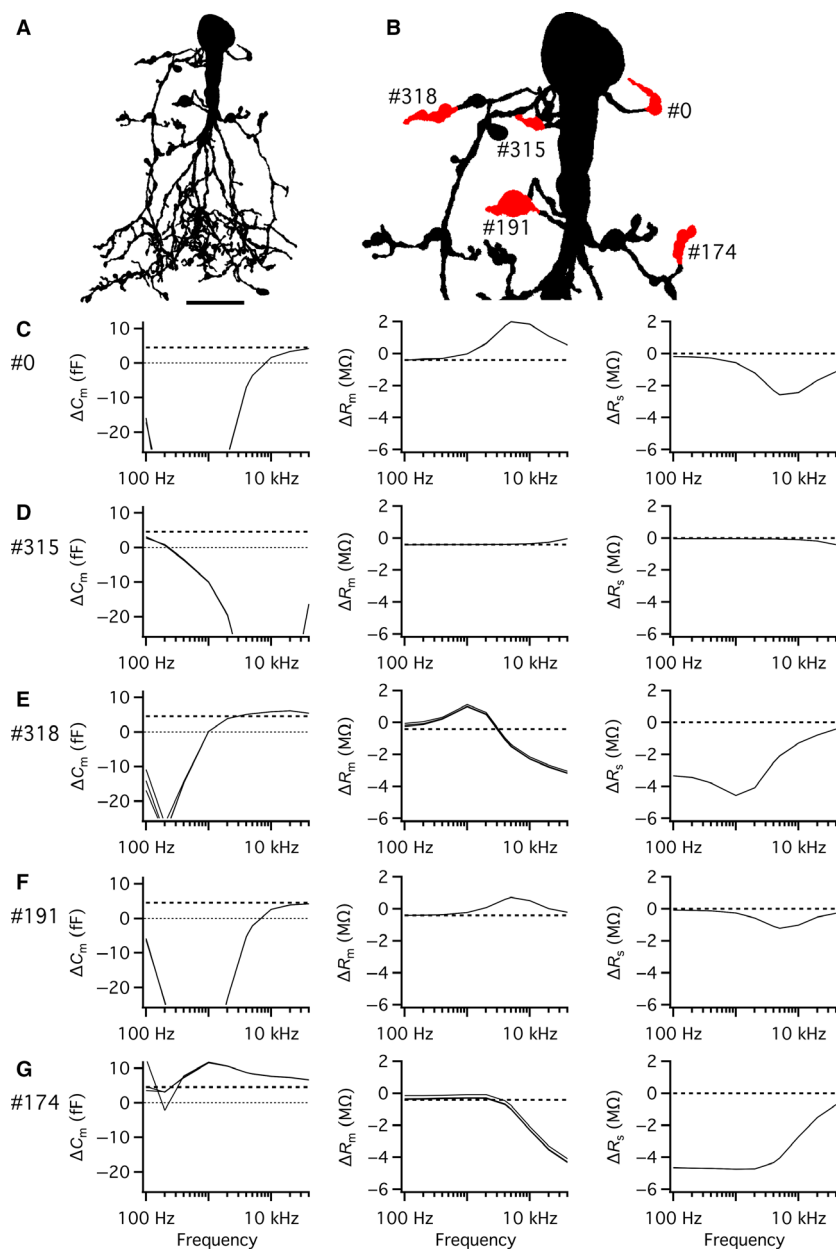 A
B
#318
#0
#315
#191
#174
C
#0
ΔCm (fF)
10
0
−10
−20
100 Hz
10 kHz
ΔRm (MΩ)
2
0
−2
−4
−6
100 Hz
10 kHz
ΔRs (MΩ)
2
0
−2
−4
−6
100 Hz
10 kHz
D
#315
ΔCm (fF)
10
0
−10
−20
100 Hz
10 kHz
ΔRm (MΩ)
2
0
−2
−4
−6
100 Hz
10 kHz
ΔRs (MΩ)
2
0
−2
−4
−6
100 Hz
10 kHz
E
#318
ΔCm (fF)
10
0
−10
−20
100 Hz
10 kHz
ΔRm (MΩ)
2
0
−2
−4
−6
100 Hz
10 kHz
ΔRs (MΩ)
2
0
−2
−4
−6
100 Hz
10 kHz
F
#191
ΔCm (fF)
10
0
−10
−20
100 Hz
10 kHz
ΔRm (MΩ)
2
0
−2
−4
−6
100 Hz
10 kHz
ΔRs (MΩ)
2
0
−2
−4
−6
100 Hz
10 kHz
G
#174
ΔCm (fF)
10
0
−10
−20
100 Hz
10 kHz
Frequency
ΔRm (MΩ)
2
0
−2
−4
−6
100 Hz
10 kHz
Frequency
ΔRs (MΩ)
2
0
−2
−4
−6
100 Hz
10 kHz
Frequency